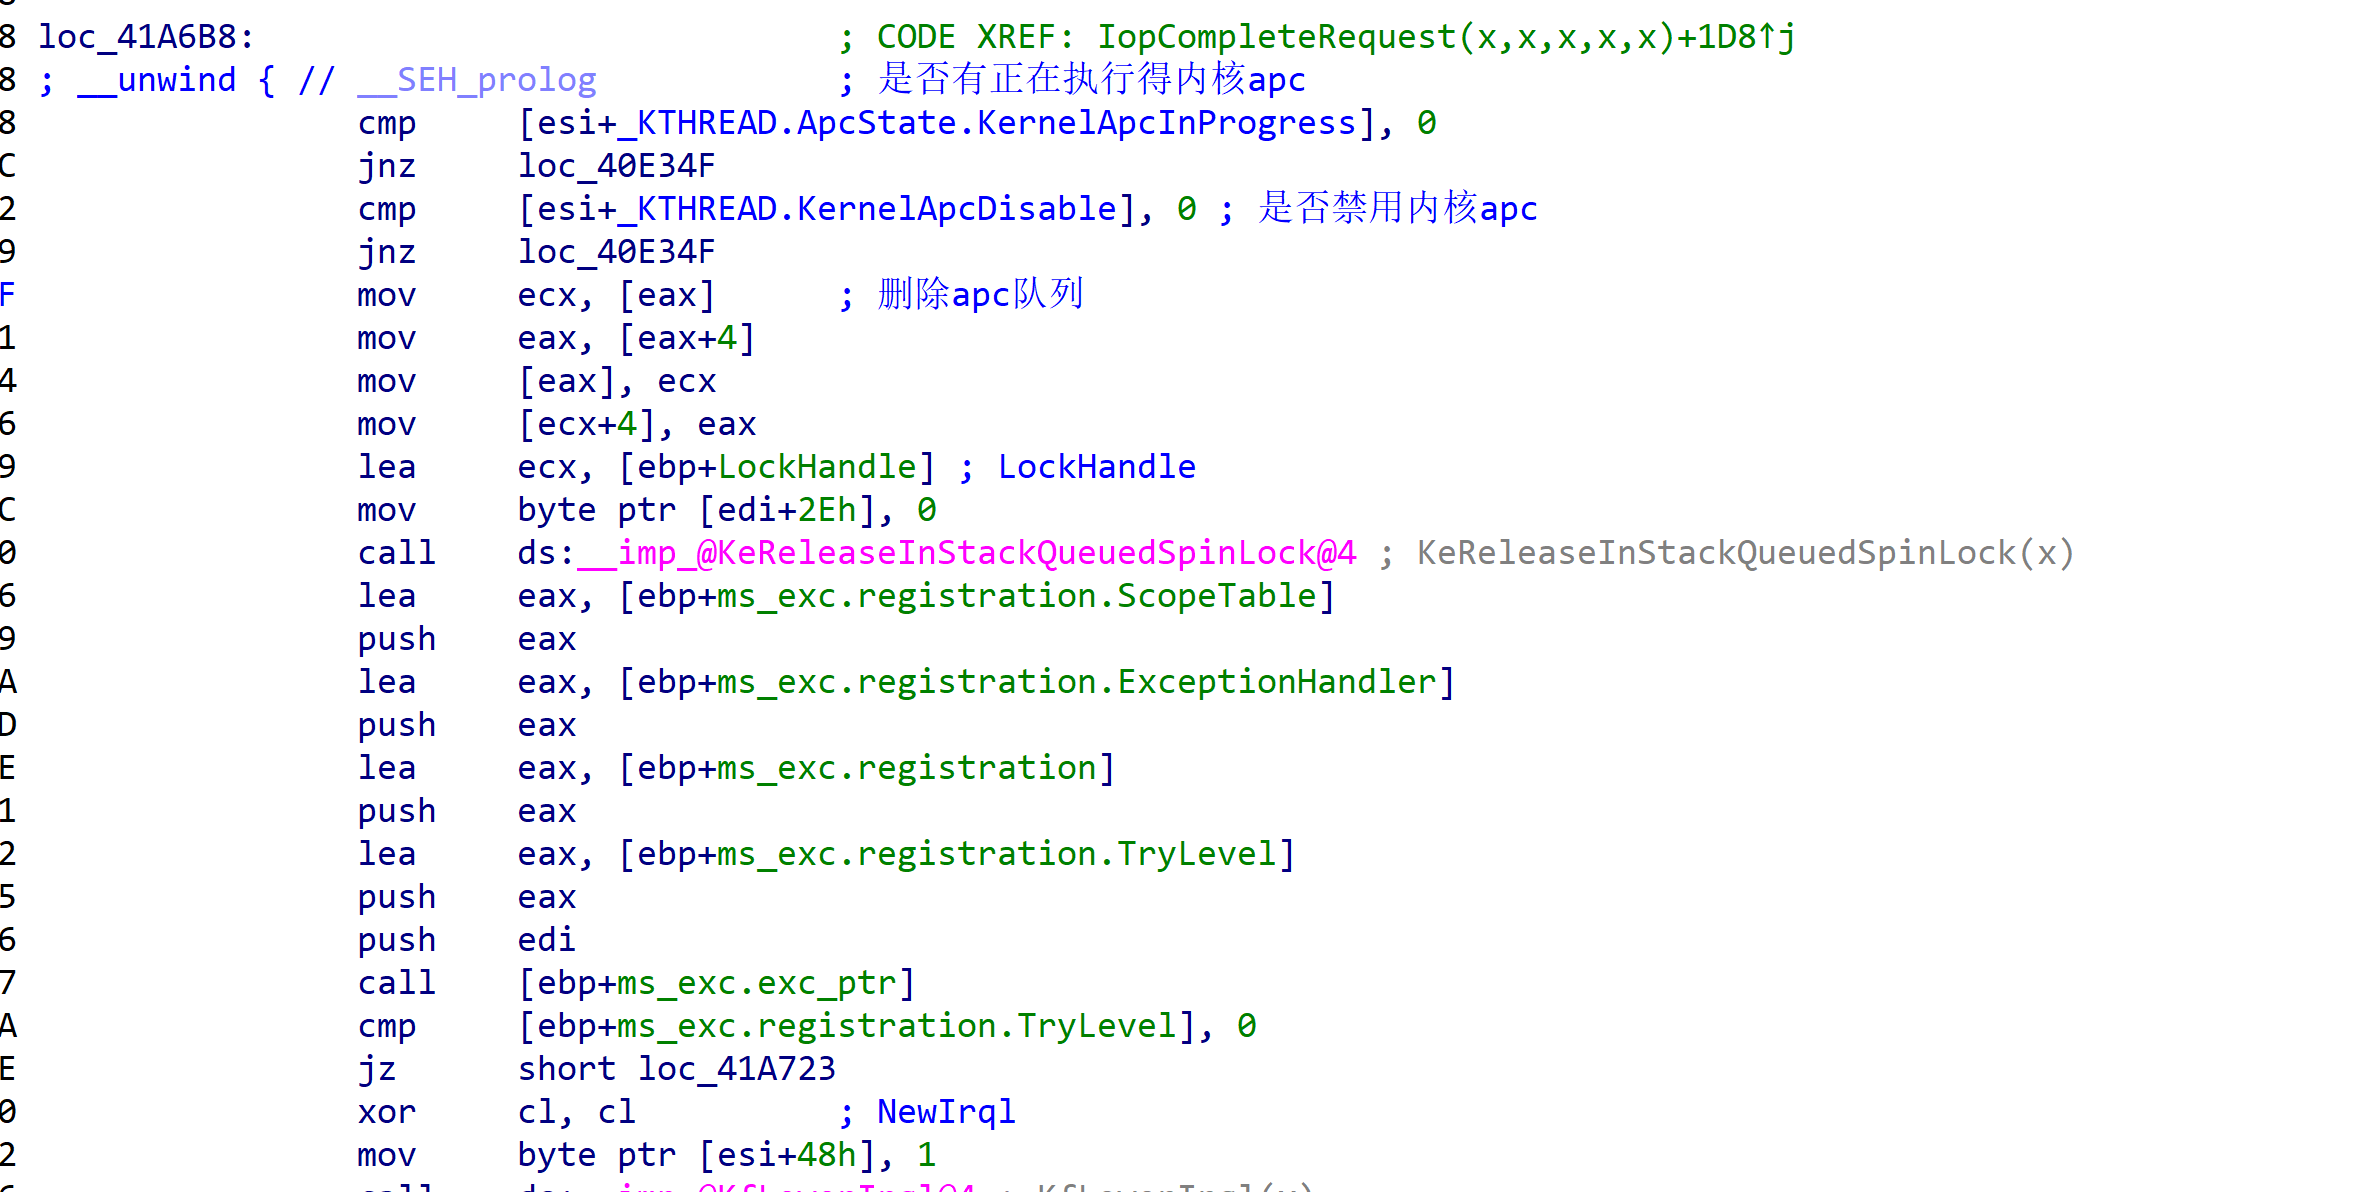 8 loc_41A6B8: ; CODE XREF: IopCompleteRequest(x,x,x,x,x)+1D8↑j
8 ; __unwind { // __SEH_prolog ; 是否有正在执行得内核apc
8 cmp [esi+_KTHREAD.ApcState.KernelApcInProgress], 0
C jnz loc_40E34F
2 cmp [esi+_KTHREAD.KernelApcDisable], 0 ; 是否禁用内核apc
9 jnz loc_40E34F
F mov ecx, [eax] ; 删除apc队列
1 mov eax, [eax+4]
4 mov [eax], ecx
6 mov [ecx+4], eax
9 lea ecx, [ebp+LockHandle] ; LockHandle
C mov byte ptr [edi+2Eh], 0
0 call ds:__imp_@KeReleaseInStackQueuedSpinLock@4 ; KeReleaseInStackQueuedSpinLock(x)
6 lea eax, [ebp+ms_exc.registration.ScopeTable]
9 push eax
A lea eax, [ebp+ms_exc.registration.ExceptionHandler]
D push eax
E lea eax, [ebp+ms_exc.registration]
1 push eax
2 lea eax, [ebp+ms_exc.registration.TryLevel]
5 push eax
6 push edi
7 call [ebp+ms_exc.exc_ptr]
A cmp [ebp+ms_exc.registration.TryLevel], 0
E jz short loc_41A723
0 xor cl, cl ; NewIrql
2 mov byte ptr [esi+48h], 1
call ds:__imp_@KfLowerIrql@4 ; KfLowerIrql(x)